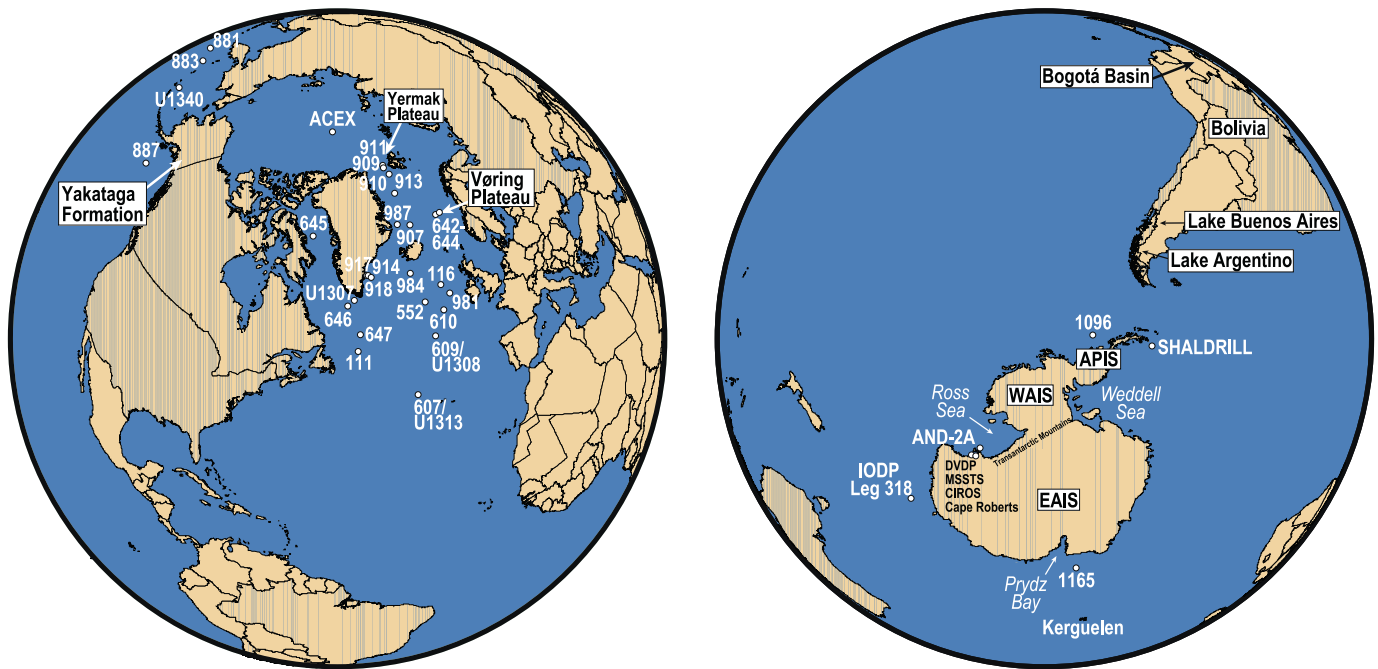 881
883
U1340
887
Yakataga
Formation
ACEX
Yermak
Plateau
911
909
910
913
Vøring
Plateau
987
907
642-
644
645
917
914
918
984
116
U1307
646
552
981
610
647
111
609/
U1308
607/
U1313
Bogotá Basin
Bolivia
Lake Buenos Aires
Lake Argentino
1096
SHALDRILL
APIS
WAIS
Ross
Sea
Weddell
Sea
Transantarctic Mountains
AND-2A
IODP
Leg 318
DVDP
MSSTS
CIROS
Cape Roberts
EAIS
Prydz
Bay
1165
Kerguelen